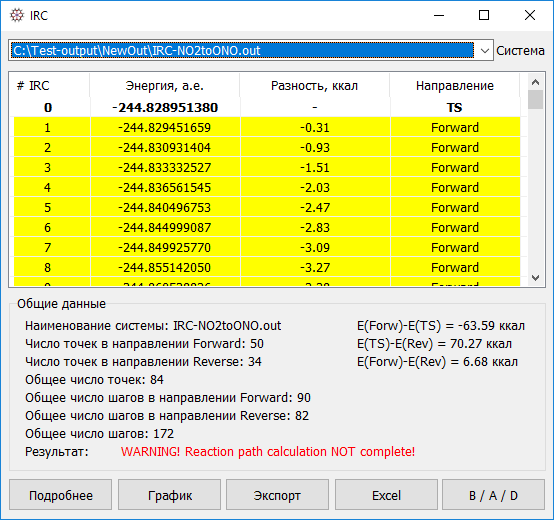 IRC
C:\Test-output\NewOut\IRC-NO2toONO.out Система
# IRC Энергия, а.е. Разность, ккал Направление
0 -244.828951380 - TS
1 -244.829451659 -0.31 Forward
2 -244.830931404 -0.93 Forward
3 -244.833332527 -1.51 Forward
4 -244.836561545 -2.03 Forward
5 -244.840496753 -2.47 Forward
6 -244.844999087 -2.83 Forward
7 -244.849925770 -3.09 Forward
8 -244.855142050 -3.27 Forward
Общие данные
Наименование системы: IRC-NO2toONO.out E(Forw)-E(TS) = -63.59 ккал
Число точек в направлении Forward: 50 E(TS)-E(Rev) = 70.27 ккал
Число точек в направлении Reverse: 34 E(Forw)-E(Rev) = 6.68 ккал
Общее число точек: 84
Общее число шагов в направлении Forward: 90
Общее число шагов в направлении Reverse: 82
Общее число шагов: 172
Результат: WARNING! Reaction path calculation NOT complete!
Подробнее График Экспорт Excel B / A / D